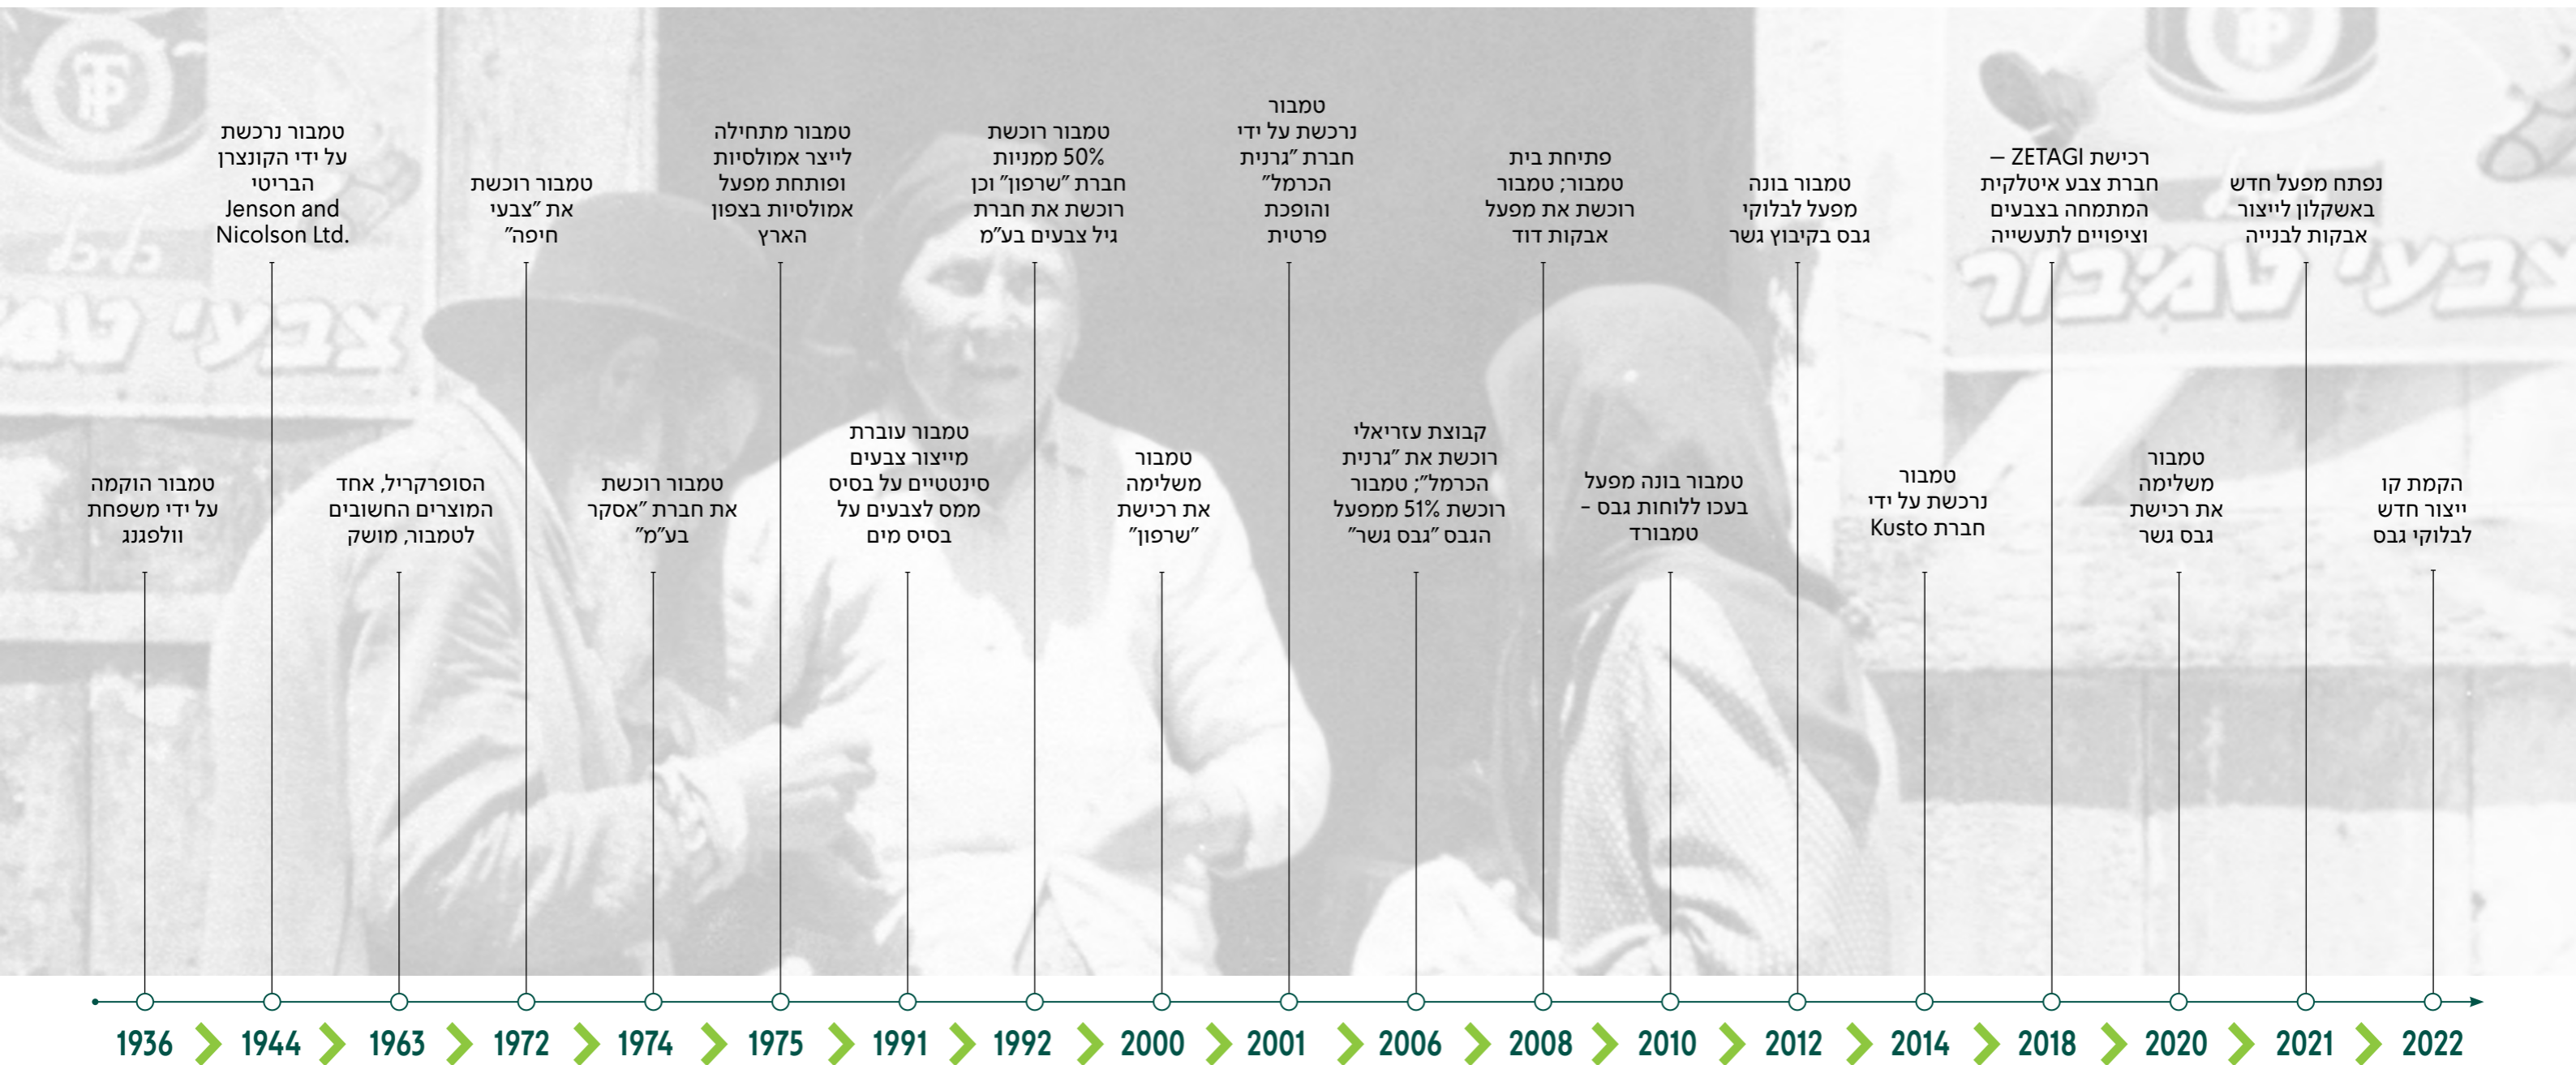 טמבור הוקמה
על ידי משפחת
וולפגנג
1936
טמבור נרכשת
על ידי הקונצרן
הבריטי
Jenson and
Nicolson Ltd.
1944
הסופרקריל, אחד
המוצרים החשובים
לטמבור, מושק
1963
טמבור רוכשת
את "צבעי
חיפה"
1972
טמבור רוכשת
את חברת "אסקר
בע"מ"
1974
טמבור מתחילה
לייצר אמולסיות
ופותחת מפעל
אמולסיות בצפון
הארץ
1975
טמבור עוברת
מייצור צבעים
סינטטיים על בסיס
ממס לצבעים על
בסיס מים
1991
טמבור רוכשת
50% ממניות
חברת "שרפון" וכן
רוכשת את חברת
גיל צבעים בע"מ
1992
טמבור
משלימה
את רכישת
"שרפון"
2000
טמבור
נרכשת על ידי
חברת "גרנית
הכרמל"
והופכת
פרטית
2001
קבוצת עזריאלי
רוכשת את "גרנית
הכרמל"; טמבור
רוכשת 51% ממפעל
הגבס "גבס גשר"
2006
פתיחת בית
טמבור; טמבור
רוכשת את מפעל
אבקות דוד
2008
טמבור בונה מפעל
בעכו ללוחות גבס -
טמבורד
2010
טמבור בונה
מפעל לבלוקי
גבס בקיבוץ גשר
2012
טמבור
נרכשת על ידי
חברת Kusto
2014
רכישת ZETAGI –
חברת צבע איטלקית
המתמחה בצבעים
וציפויים לתעשייה
2018
טמבור
משלימה
את רכישת
גבס גשר
2020
נפתח מפעל חדש
באשקלון לייצור
אבקות לבנייה
2021
הקמת קו
ייצור חדש
לבלוקי גבס
2022
כל-בל
צבעי טמ
צבעי טמבור